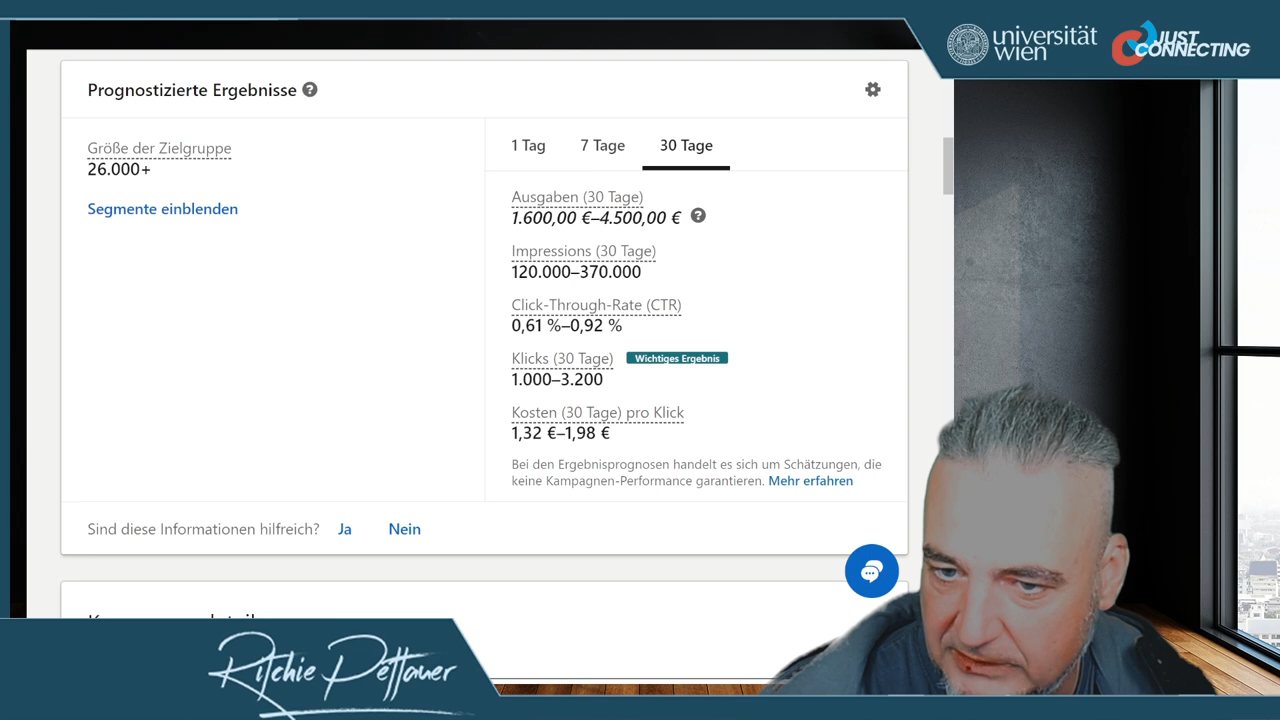 universität
wien
JUST
CONNECTING
Prognostizierte Ergebnisse
Größe der Zielgruppe
26.000+
Segmente einblenden
1 Tag 7 Tage 30 Tage
Ausgaben (30 Tage)
1.600,00 €–4.500,00 €
Impressions (30 Tage)
120.000–370.000
Click-Through-Rate (CTR)
0,61 %–0,92 %
Klicks (30 Tage) Wichtiges Ergebnis
1.000–3.200
Kosten (30 Tage) pro Klick
1,32 €–1,98 €
Bei den Ergebnisprognosen handelt es sich um Schätzungen, die
keine Kampagnen-Performance garantieren. Mehr erfahren
Sind diese Informationen hilfreich? Ja Nein
Ritchie Pettauer